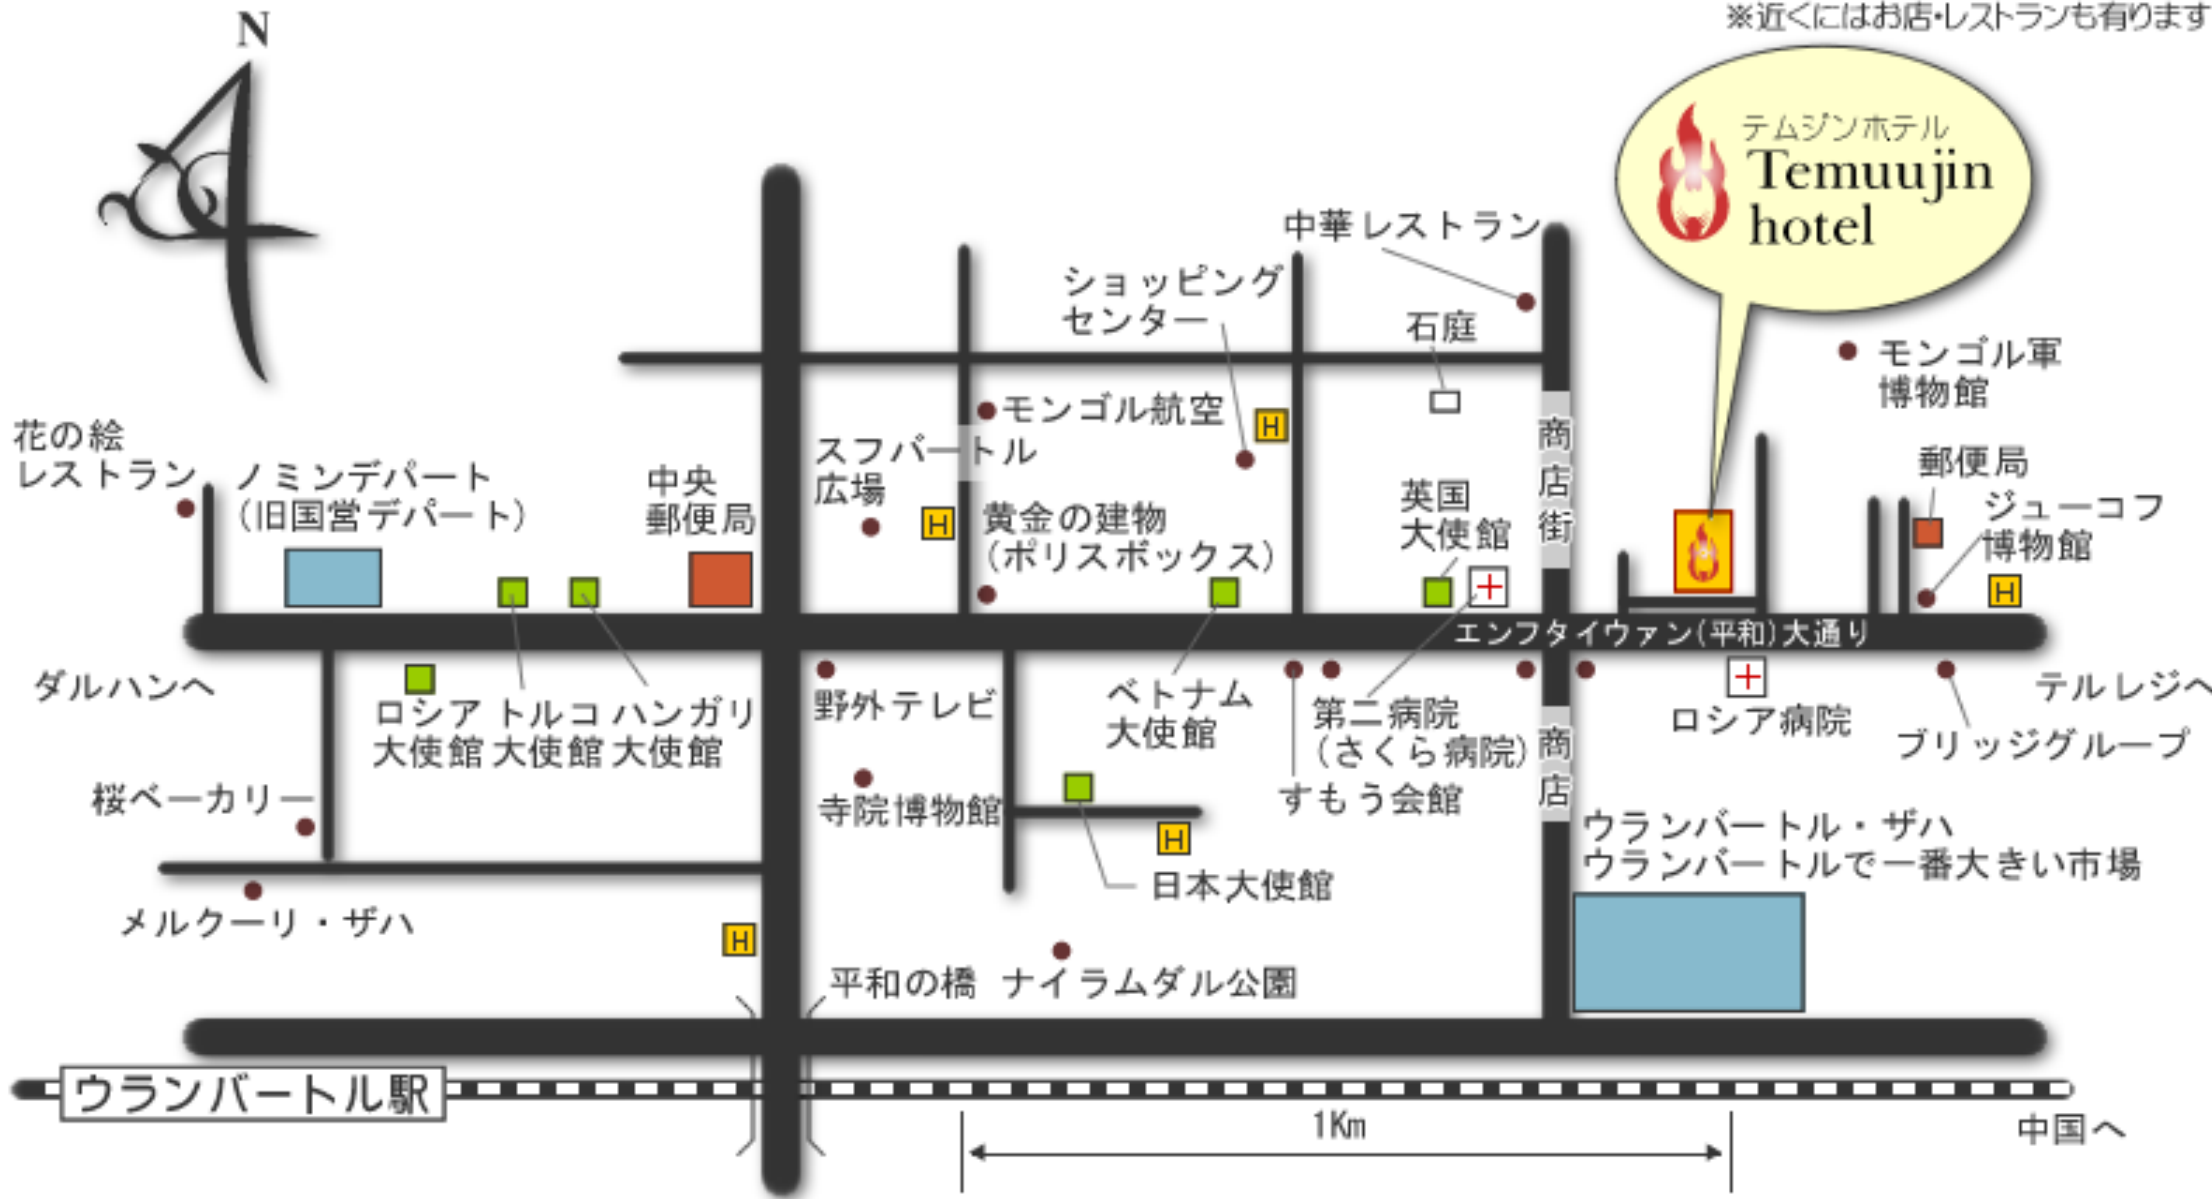 N
※近くにはお店・レストランも有ります
テムジンホテル
Temuujin
hotel
中華レストラン
ショッピング
センター
石庭
モンゴル軍
博物館
モンゴル航空
H
商店街
花の絵
レストラン
ノミンデパート
(旧国営デパート)
中央
郵便局
スフバートル
広場
H
黄金の建物
(ポリスボックス)
英国
大使館
郵便局
ジューコフ
博物館
H
エンフタイウァン(平和)大通り
ダルハンへ
ロシア
大使館
トルコ
大使館
ハンガリ
大使館
野外テレビ
ベトナム
大使館
第二病院
(さくら病院)
すもう会館
商店
ロシア病院
テルレジへ
ブリッジグループ
桜ベーカリー
寺院博物館
H
日本大使館
ウランバートル・ザハ
ウランバートルで一番大きい市場
メルクーリ・ザハ
H
平和の橋
ナイラムダル公園
ウランバートル駅
1Km
中国へ